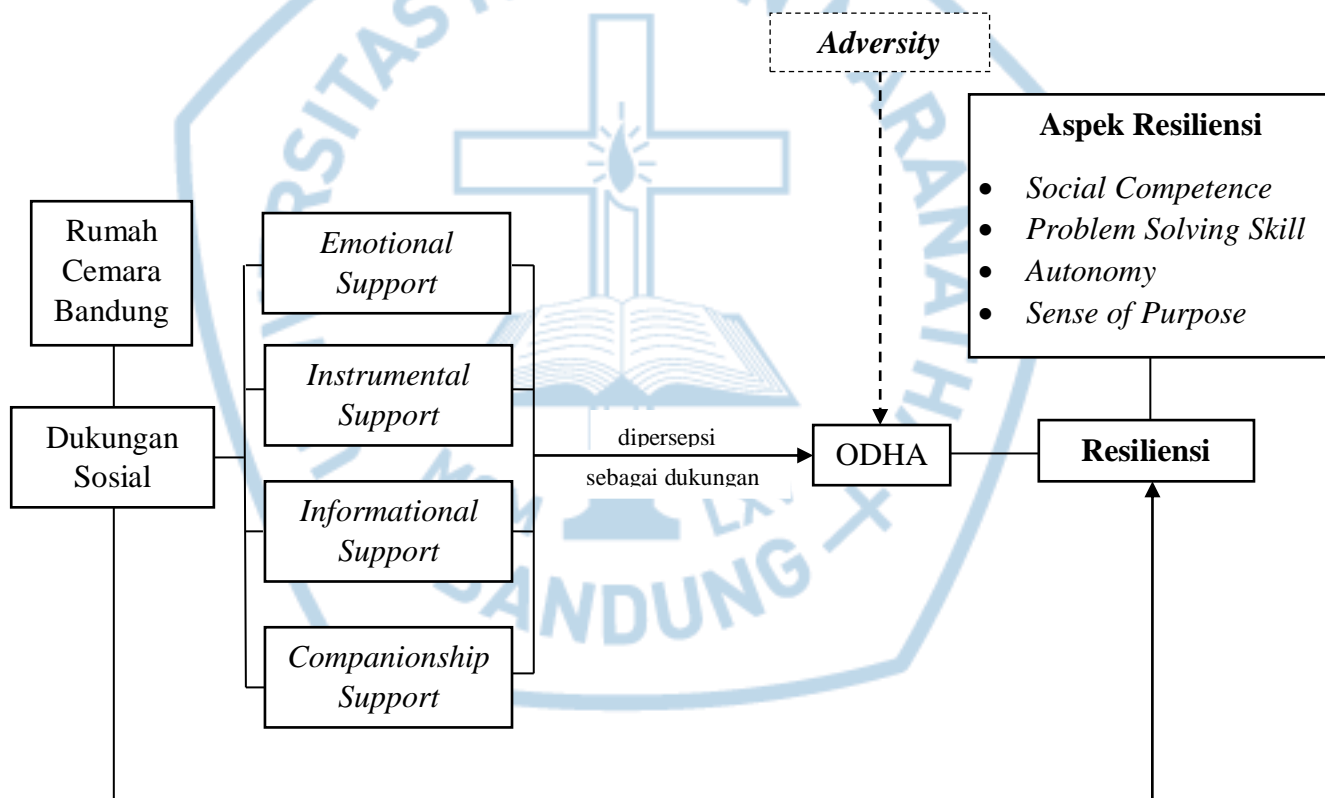 Adversity
Aspek Resiliensi
• Social Competence
• Problem Solving Skill
• Autonomy
• Sense of Purpose
Rumah
Cemara
Bandung
Emotional
Support
Instrumental
Support
Dukungan
Sosial
dipersepsi
sebagai dukungan
ODHA
Resiliensi
Informational
Support
Companionship
Support
BANDUNG